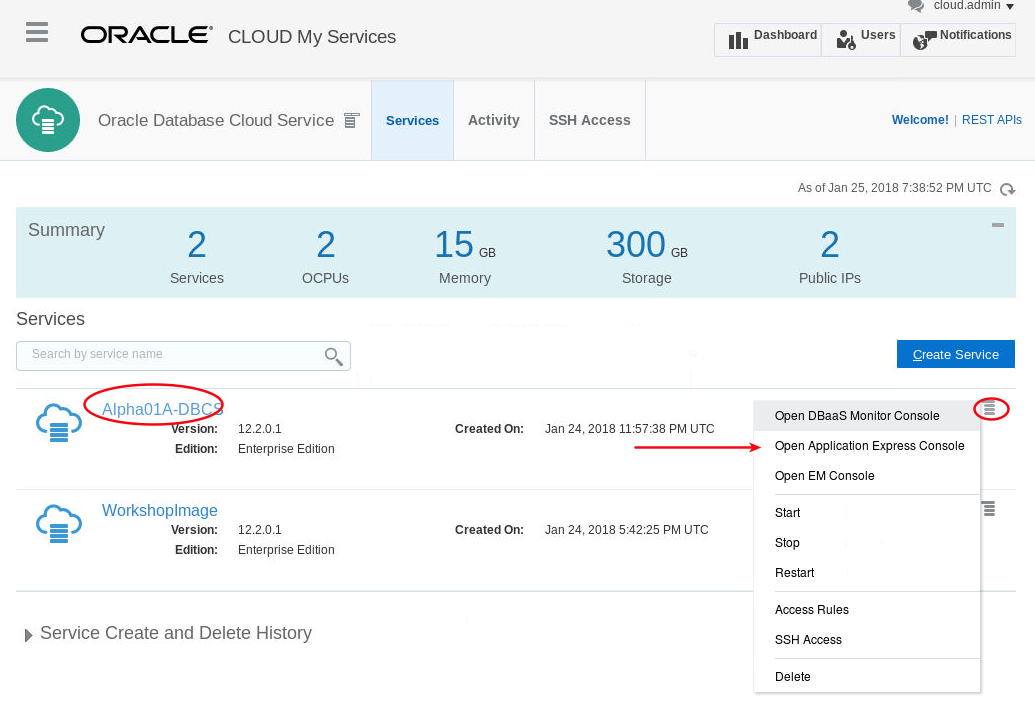 cloud.admin
ORACLE CLOUD My Services
Dashboard Users Notifications
Oracle Database Cloud Service Services Activity SSH Access Welcome! | REST APIs
As of Jan 25, 2018 7:38:52 PM UTC
Summary
2 2 15 GB 300 GB 2
Services OCPUs Memory Storage Public IPs
Services
Search by service name Create Service
Alpha01A-DBCS
Version: 12.2.0.1 Created On: Jan 24, 2018 11:57:38 PM UTC
Edition: Enterprise Edition
WorkshopImage
Version: 12.2.0.1 Created On: Jan 24, 2018 5:42:25 PM UTC
Edition: Enterprise Edition
Service Create and Delete History
Open DBaaS Monitor Console
Open Application Express Console
Open EM Console
Start
Stop
Restart
Access Rules
SSH Access
Delete